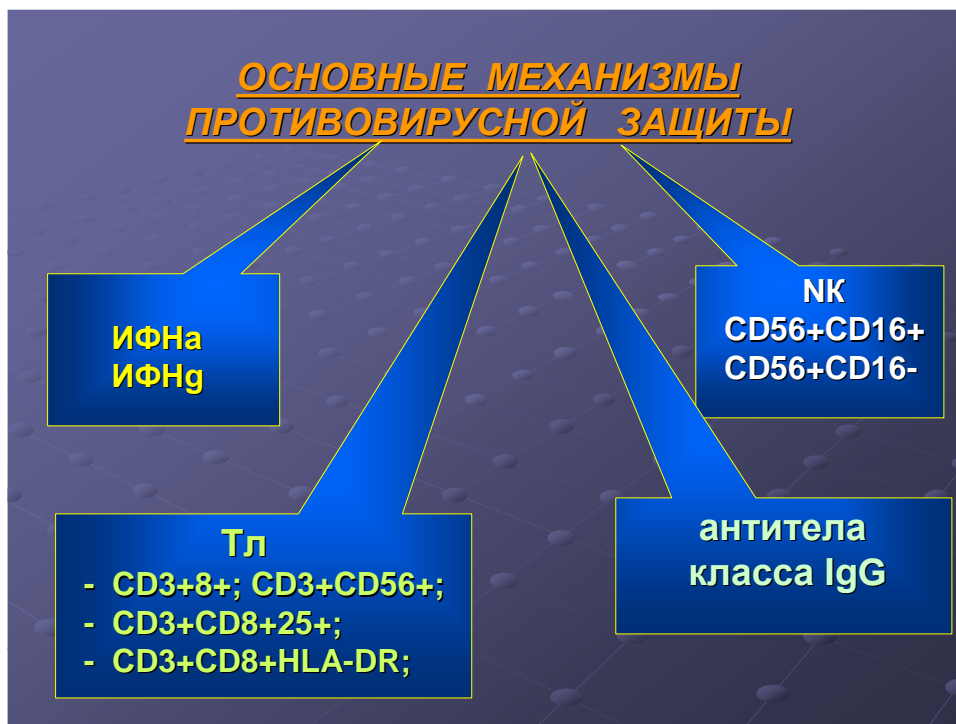 ОСНОВНЫЕ МЕХАНИЗМЫ
ПРОТИВОВИРУСНОЙ ЗАЩИТЫ
ИФНа
ИФНg
NК
CD56+CD16+
CD56+CD16-
Тл
- CD3+8+; CD3+CD56+;
- CD3+CD8+25+;
- CD3+CD8+HLA-DR;
антитела
класса IgG